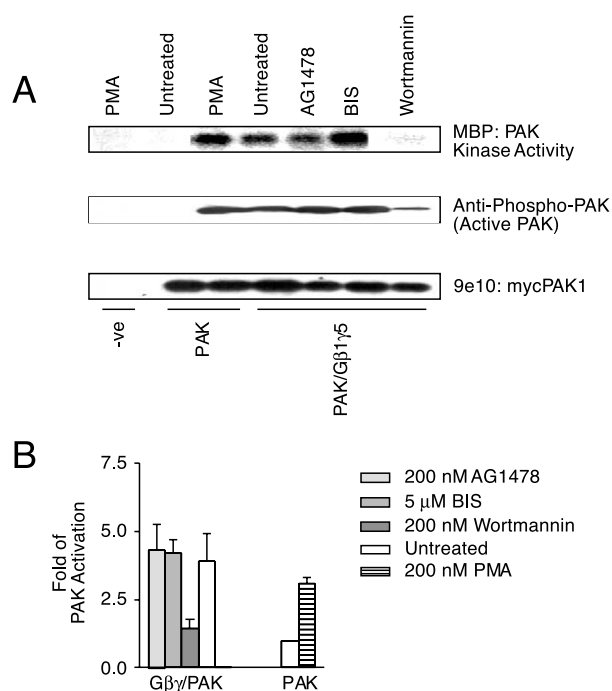 A
PMA
Untreated
PMA
Untreated
AG1478
BIS
Wortmannin
MBP: PAK
Kinase Activity
Anti-Phospho-PAK
(Active PAK)
9e10: mycPAK1
-ve
PAK
PAK/Gβ1γ5
B
7.5
5.0
2.5
0.0
Fold of
PAK Activation
Gβγ/PAK
PAK
200 nM AG1478
5 μM BIS
200 nM Wortmannin
Untreated
200 nM PMA